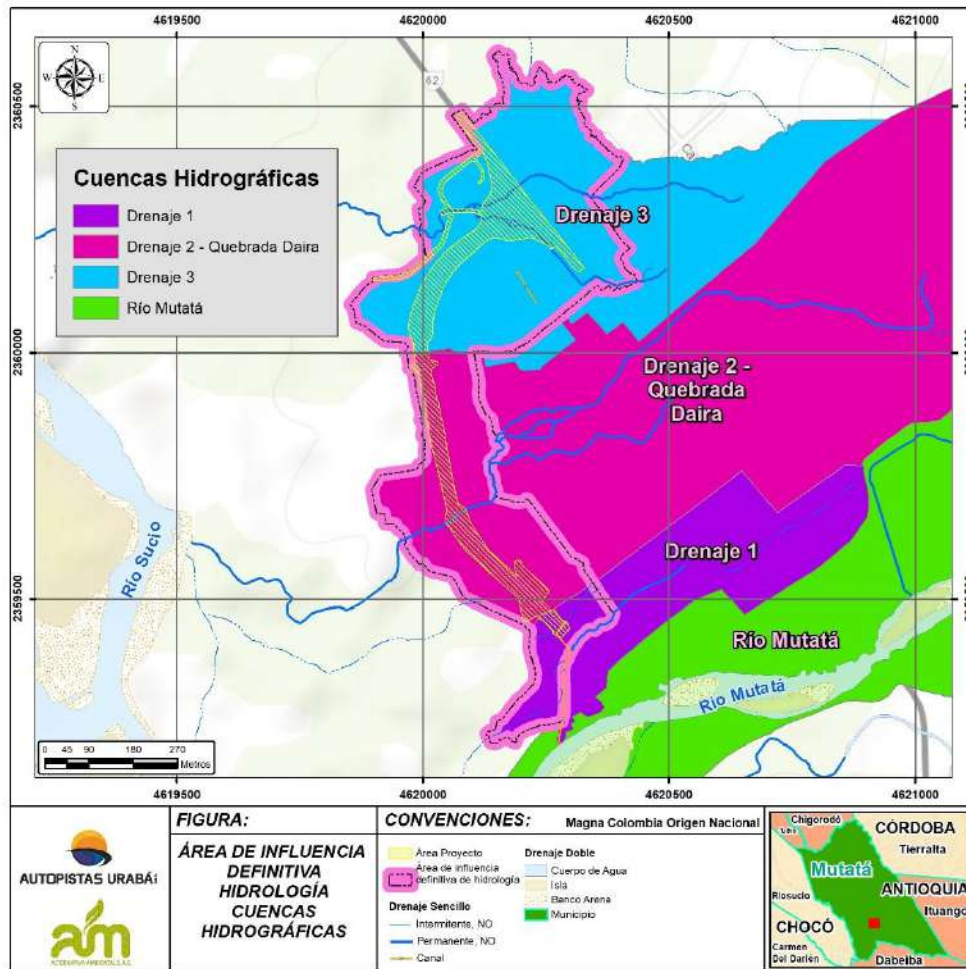 4619500 4620000 4620500 4621000
N
W E
S
62
2360500
Cuencas Hidrográficas
Drenaje 1
Drenaje 2 - Quebrada Daira
Drenaje 3
Río Mutatá
Drenaje 3
2360000
Drenaje 2 -
Quebrada
Daira
Río Sucio
Drenaje 1
2359500
Río Mutatá
Río Mutatá
0 45 90 180 270
Metros
4619500 4620000 4620500 4621000
AUTOPISTAS URABÁ
am
FIGURA:
ÁREA DE INFLUENCIA
DEFINITIVA
HIDROLOGÍA
CUENCAS
HIDROGRÁFICAS
CONVENCIONES: Magna Colombia Origen Nacional
Área Proyecto
Área de influencia
definitiva de hidrología
Drenaje Sencillo
Intermitente, NO
Permanente, NO
Canal
Drenaje Doble
Cuerpo de Agua
Isla
Banco Arena
Municipio
Chigorodó
CÓRDOBA
Tierralta
Mutatá
Riosucio
ANTIOQUIA
Ituango
CHOCÓ
Carmen
Del Darién
Dabeiba